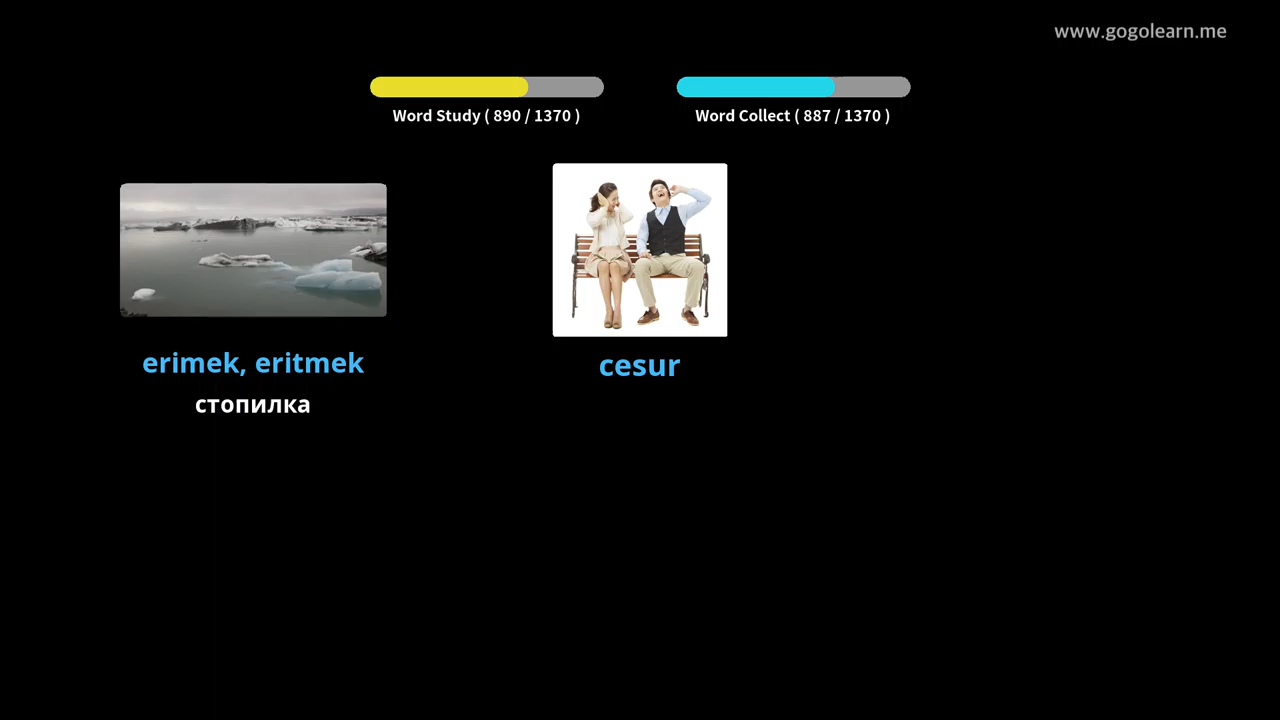 www.gogolearn.me
Word Study ( 890 / 1370 )
Word Collect ( 887 / 1370 )
erimek, eritmek
стопилка
cesur